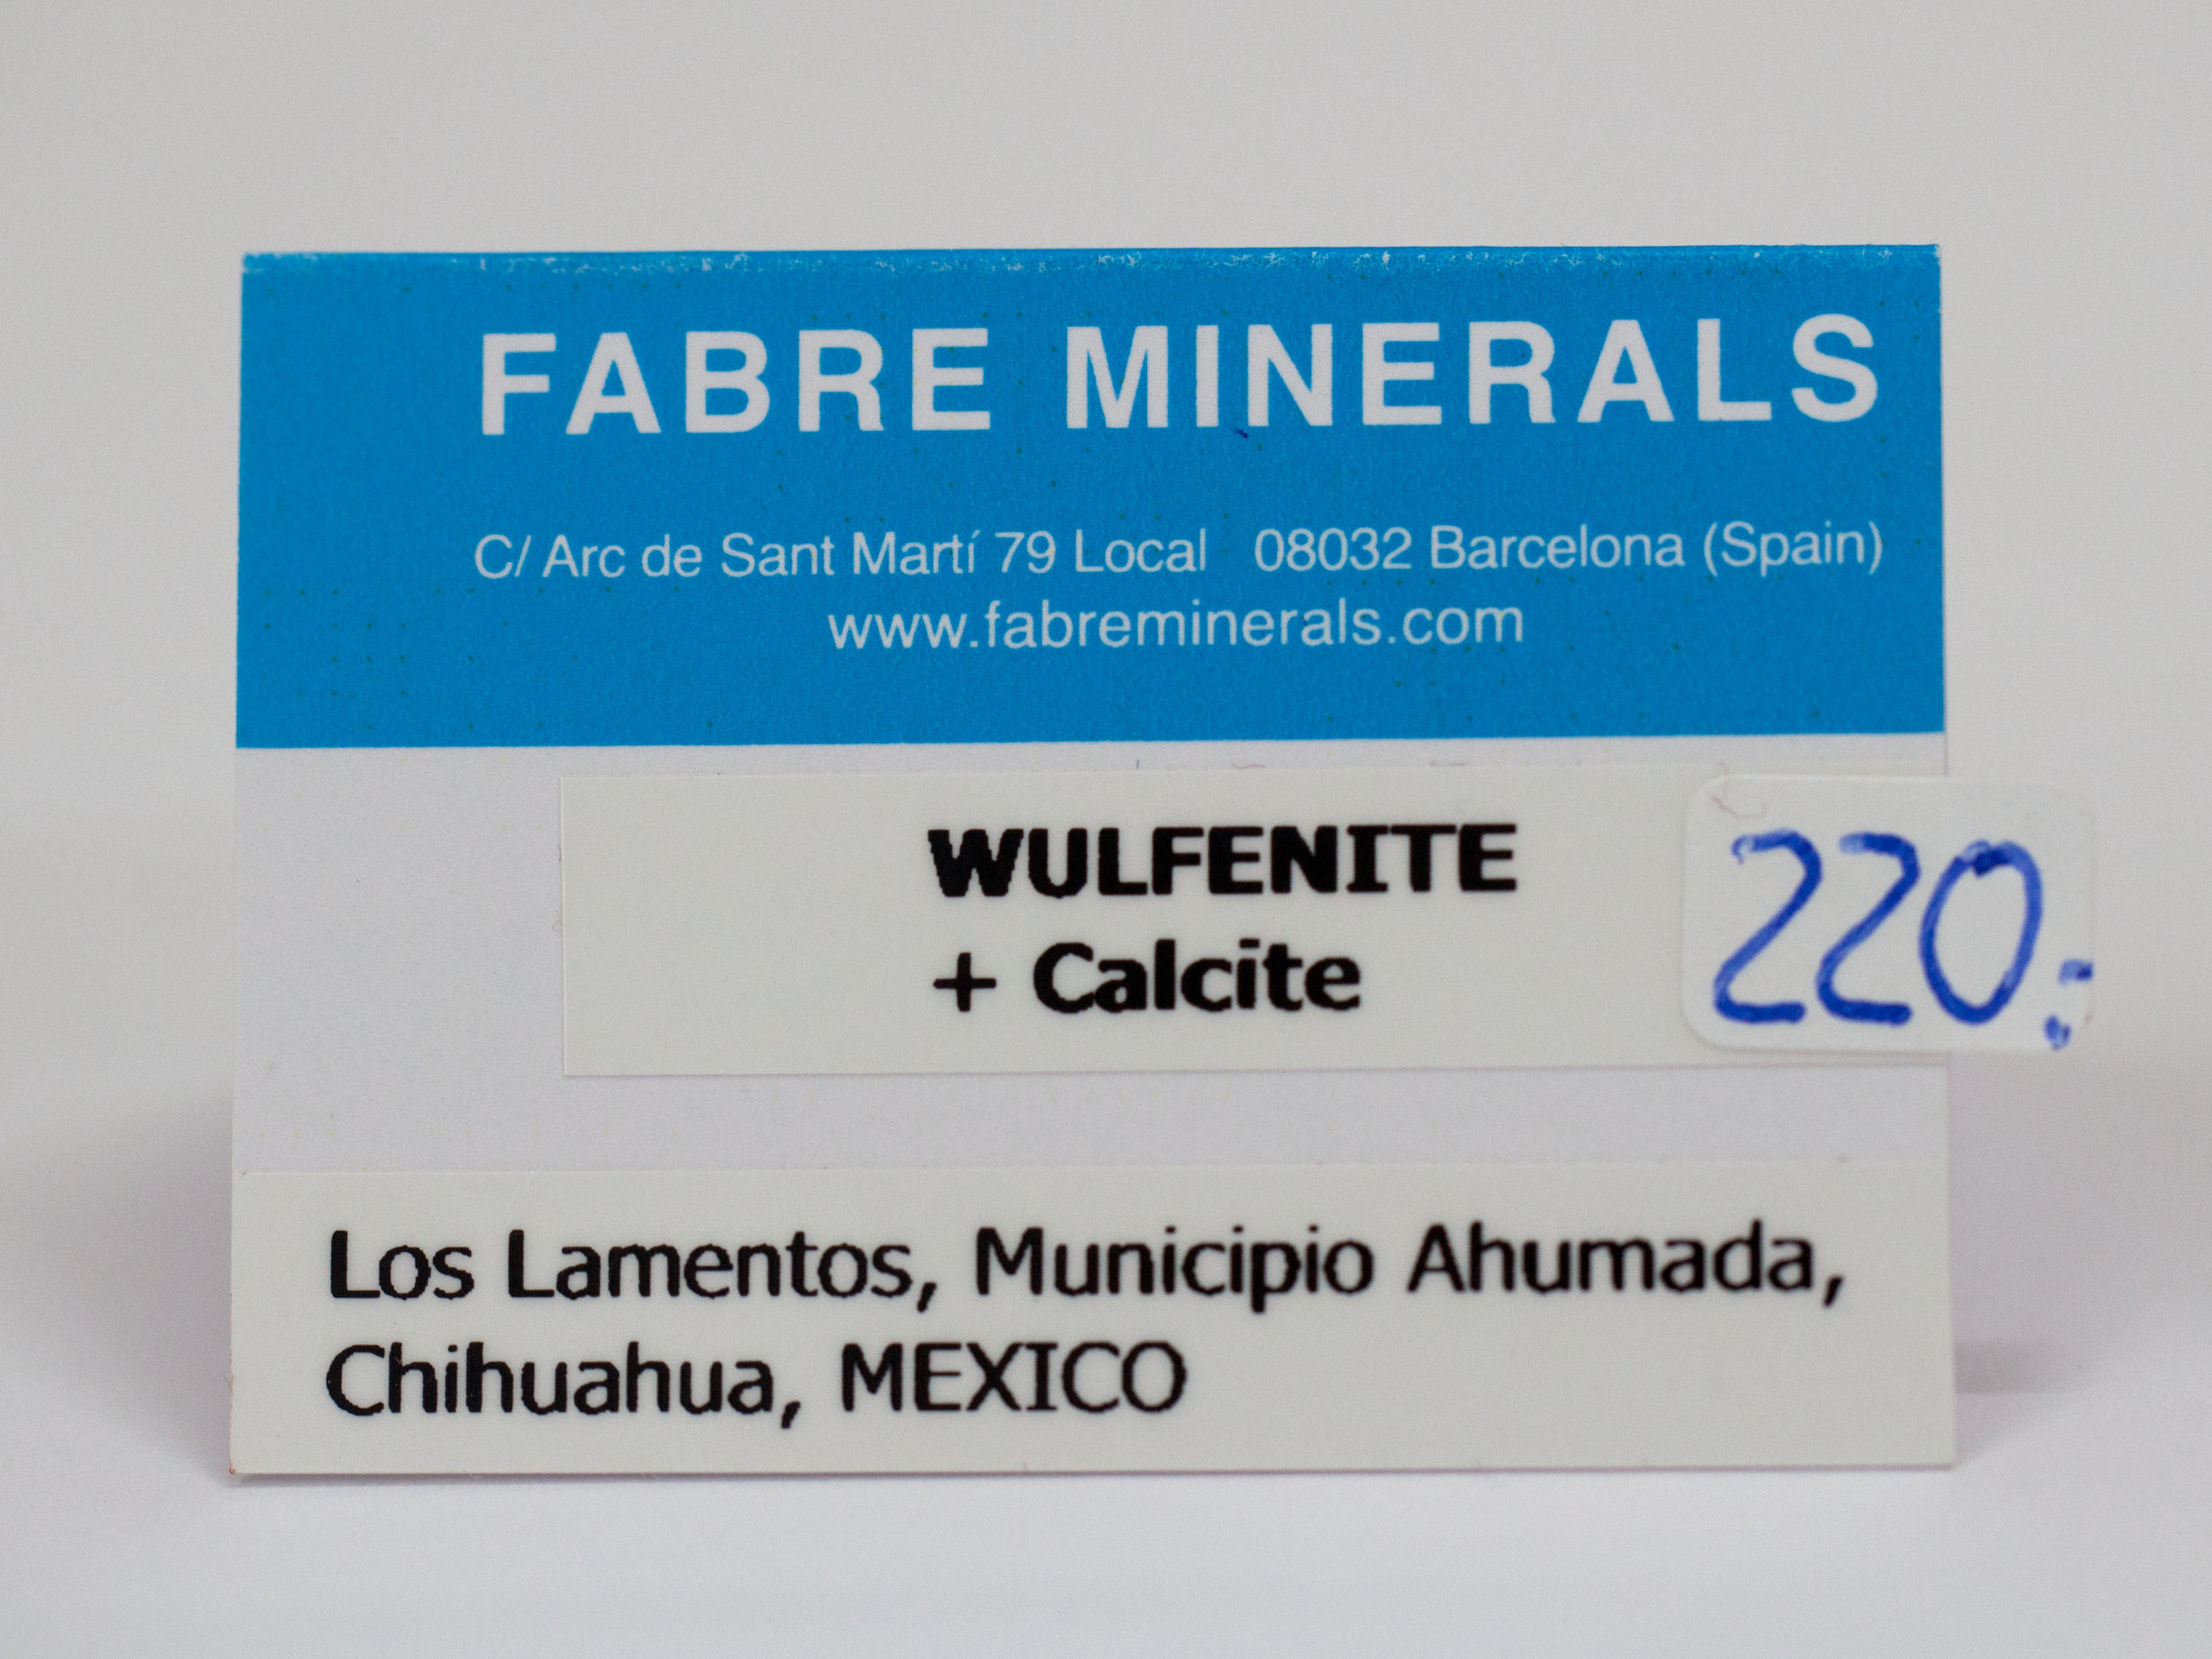 FABRE MINERALS
C/ Arc de Sant Martí 79 Local 08032 Barcelona (Spain)
www.fabreminerals.com
WULFENITE
+ Calcite
220.-
Los Lamentos, Municipio Ahumada,
Chihuahua, MEXICO